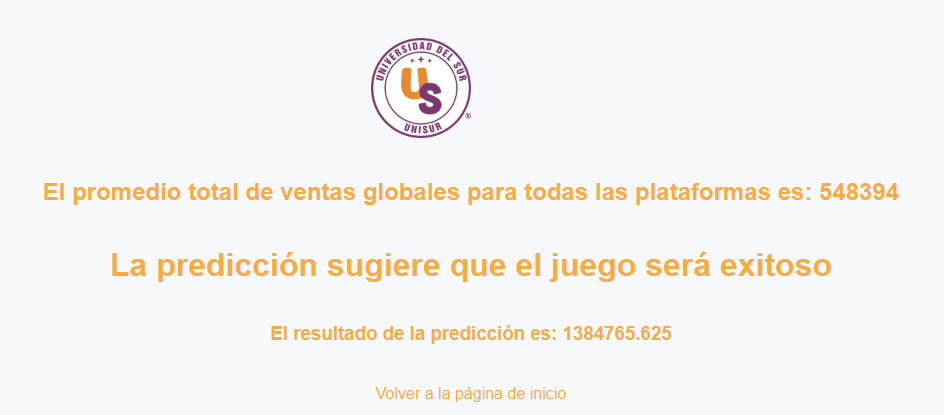 UNIVERSIDAD DEL SUR
US
UNISUR
®
El promedio total de ventas globales para todas las plataformas es: 548394
La predicción sugiere que el juego será exitoso
El resultado de la predicción es: 1384765.625
Volver a la página de inicio